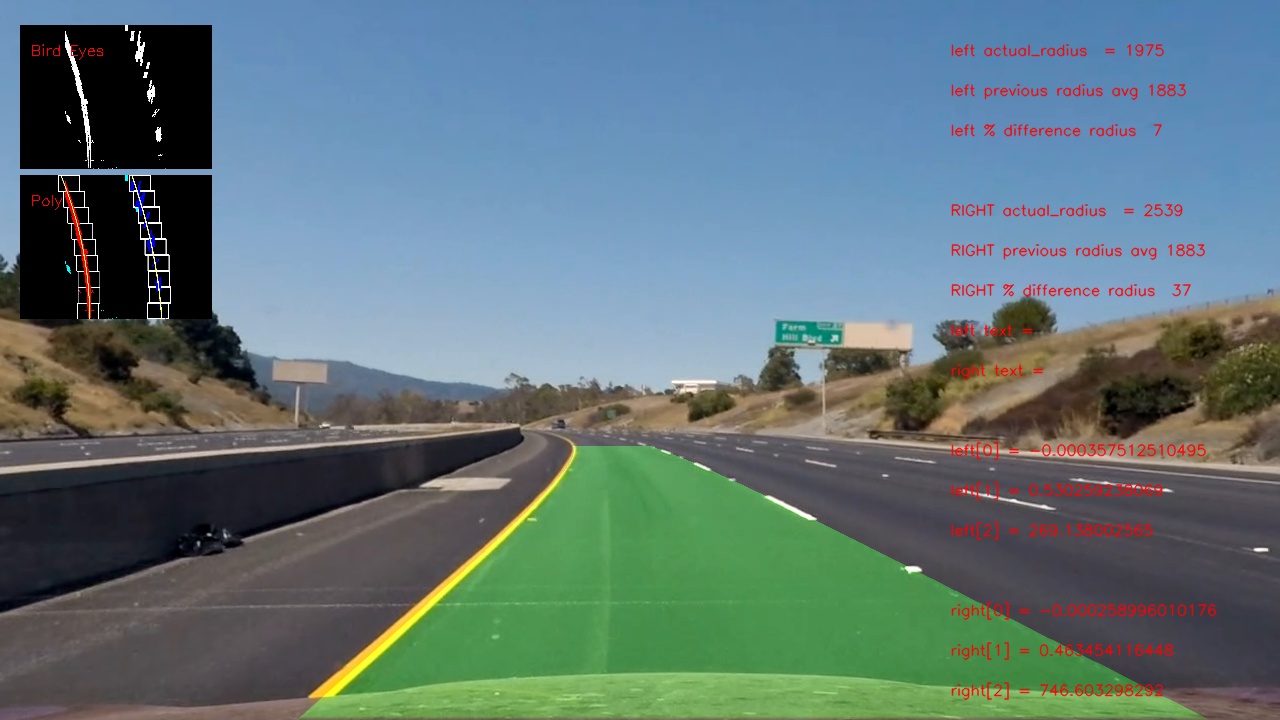 Bird Eyes
Poly
left actual_radius = 1975
left previous radius avg 1883
left % difference radius 7
RIGHT actual_radius = 2539
RIGHT previous radius avg 1883
RIGHT % difference radius 37
Farm
Hill Blvd
left text =
right text =
left[0] = -0.000357512510495
left[1] = 0.530259238069
left[2] = 269.138002565
right[0] = -0.000258996010176
right[1] = 0.463454116448
right[2] = 746.603298292